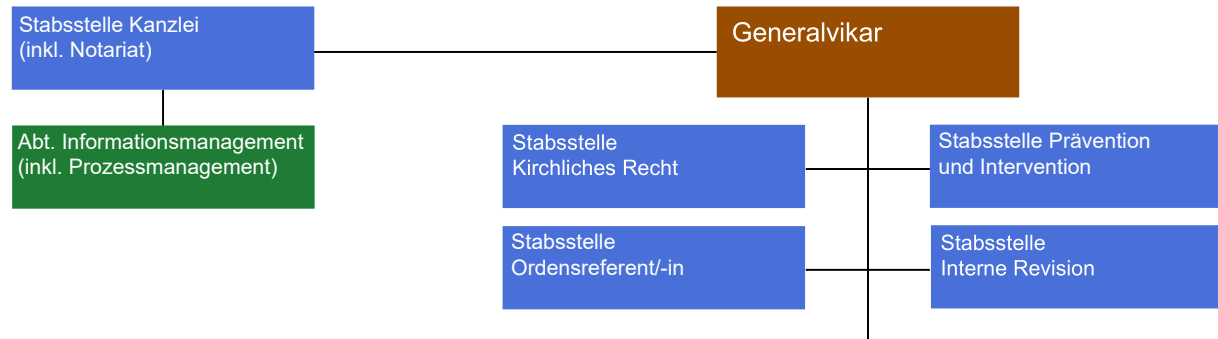 Stabsstelle Kanzlei
(inkl. Notariat)
Generalvikar
Abt. Informationsmanagement
(inkl. Prozessmanagement)
Stabsstelle
Kirchliches Recht
Stabsstelle Prävention
und Intervention
Stabsstelle
Ordensreferent/-in
Stabsstelle
Interne Revision